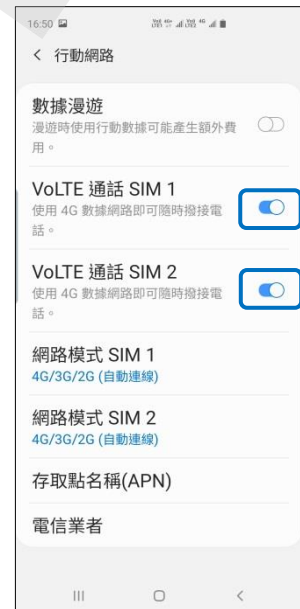 16:50
行動網路
數據漫遊
漫遊時使用行動數據可能產生額外費
用。
VoLTE 通話 SIM 1
使用 4G 數據網路即可隨時撥接電
話。
VoLTE 通話 SIM 2
使用 4G 數據網路即可隨時撥接電
話。
網路模式 SIM 1
4G/3G/2G (自動連線)
網路模式 SIM 2
4G/3G/2G (自動連線)
存取點名稱(APN)
電信業者